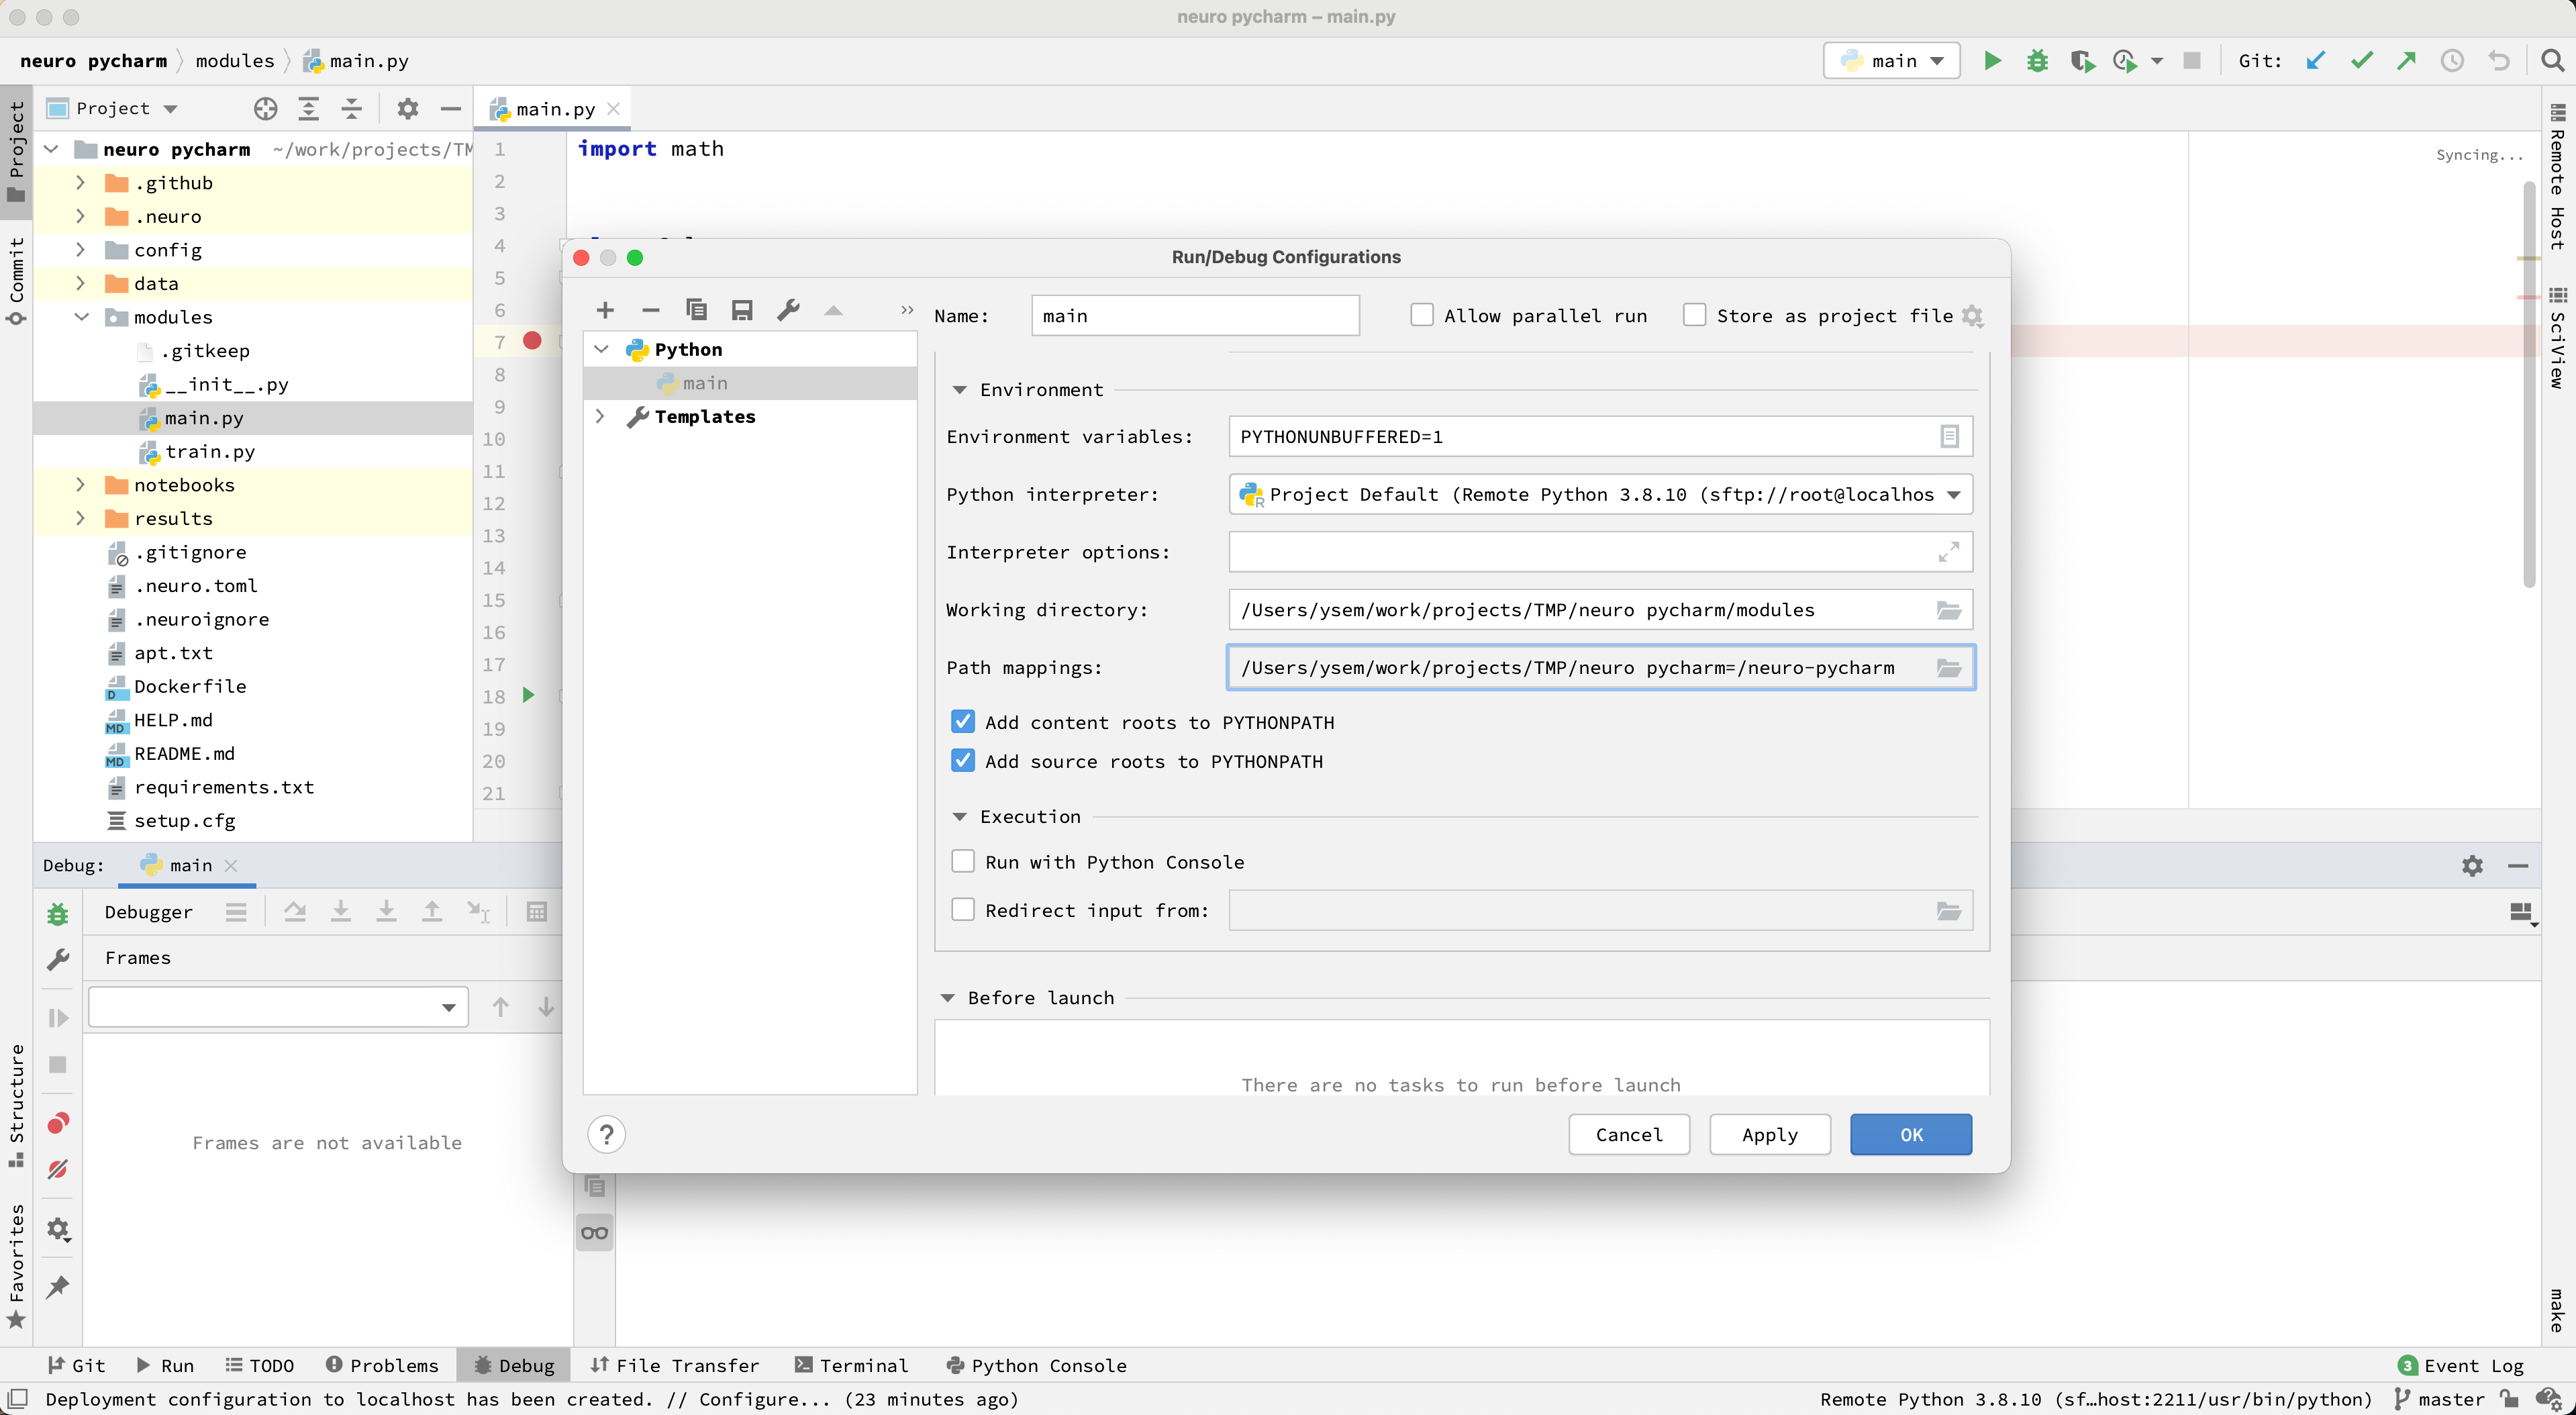 neuro pycharm – main.py
neuro pycharm modules main.py
main Git:
Project main.py
Project
Commit
Structure
Favorites
neuro pycharm ~/work/projects/TM
.github
.neuro
config
data
modules
.gitkeep
__init__.py
main.py
train.py
notebooks
results
.gitignore
.neuro.toml
.neuroignore
apt.txt
D Dockerfile
MD HELP.md
MD README.md
requirements.txt
setup.cfg
1 import math
2
3
4
5
6
7
8
9
10
11
12
13
14
15
16
17
18
19
20
21
Syncing...
Remote Host
SciView
make
Run/Debug Configurations
Name: main Allow parallel run Store as project file
Python
main
Templates
Environment
Environment variables: PYTHONUNBUFFERED=1
Python interpreter: Project Default (Remote Python 3.8.10 (sftp://root@localhos
Interpreter options:
Working directory: /Users/ysem/work/projects/TMP/neuro pycharm/modules
Path mappings: /Users/ysem/work/projects/TMP/neuro pycharm=/neuro-pycharm
Add content roots to PYTHONPATH
Add source roots to PYTHONPATH
Execution
Run with Python Console
Redirect input from:
Before launch
There are no tasks to run before launch
? Cancel Apply OK
Debug: main
Debugger
Frames
Frames are not available
Git Run TODO Problems Debug File Transfer Terminal Python Console 3 Event Log
Deployment configuration to localhost has been created. // Configure... (23 minutes ago) Remote Python 3.8.10 (sf…host:2211/usr/bin/python) master